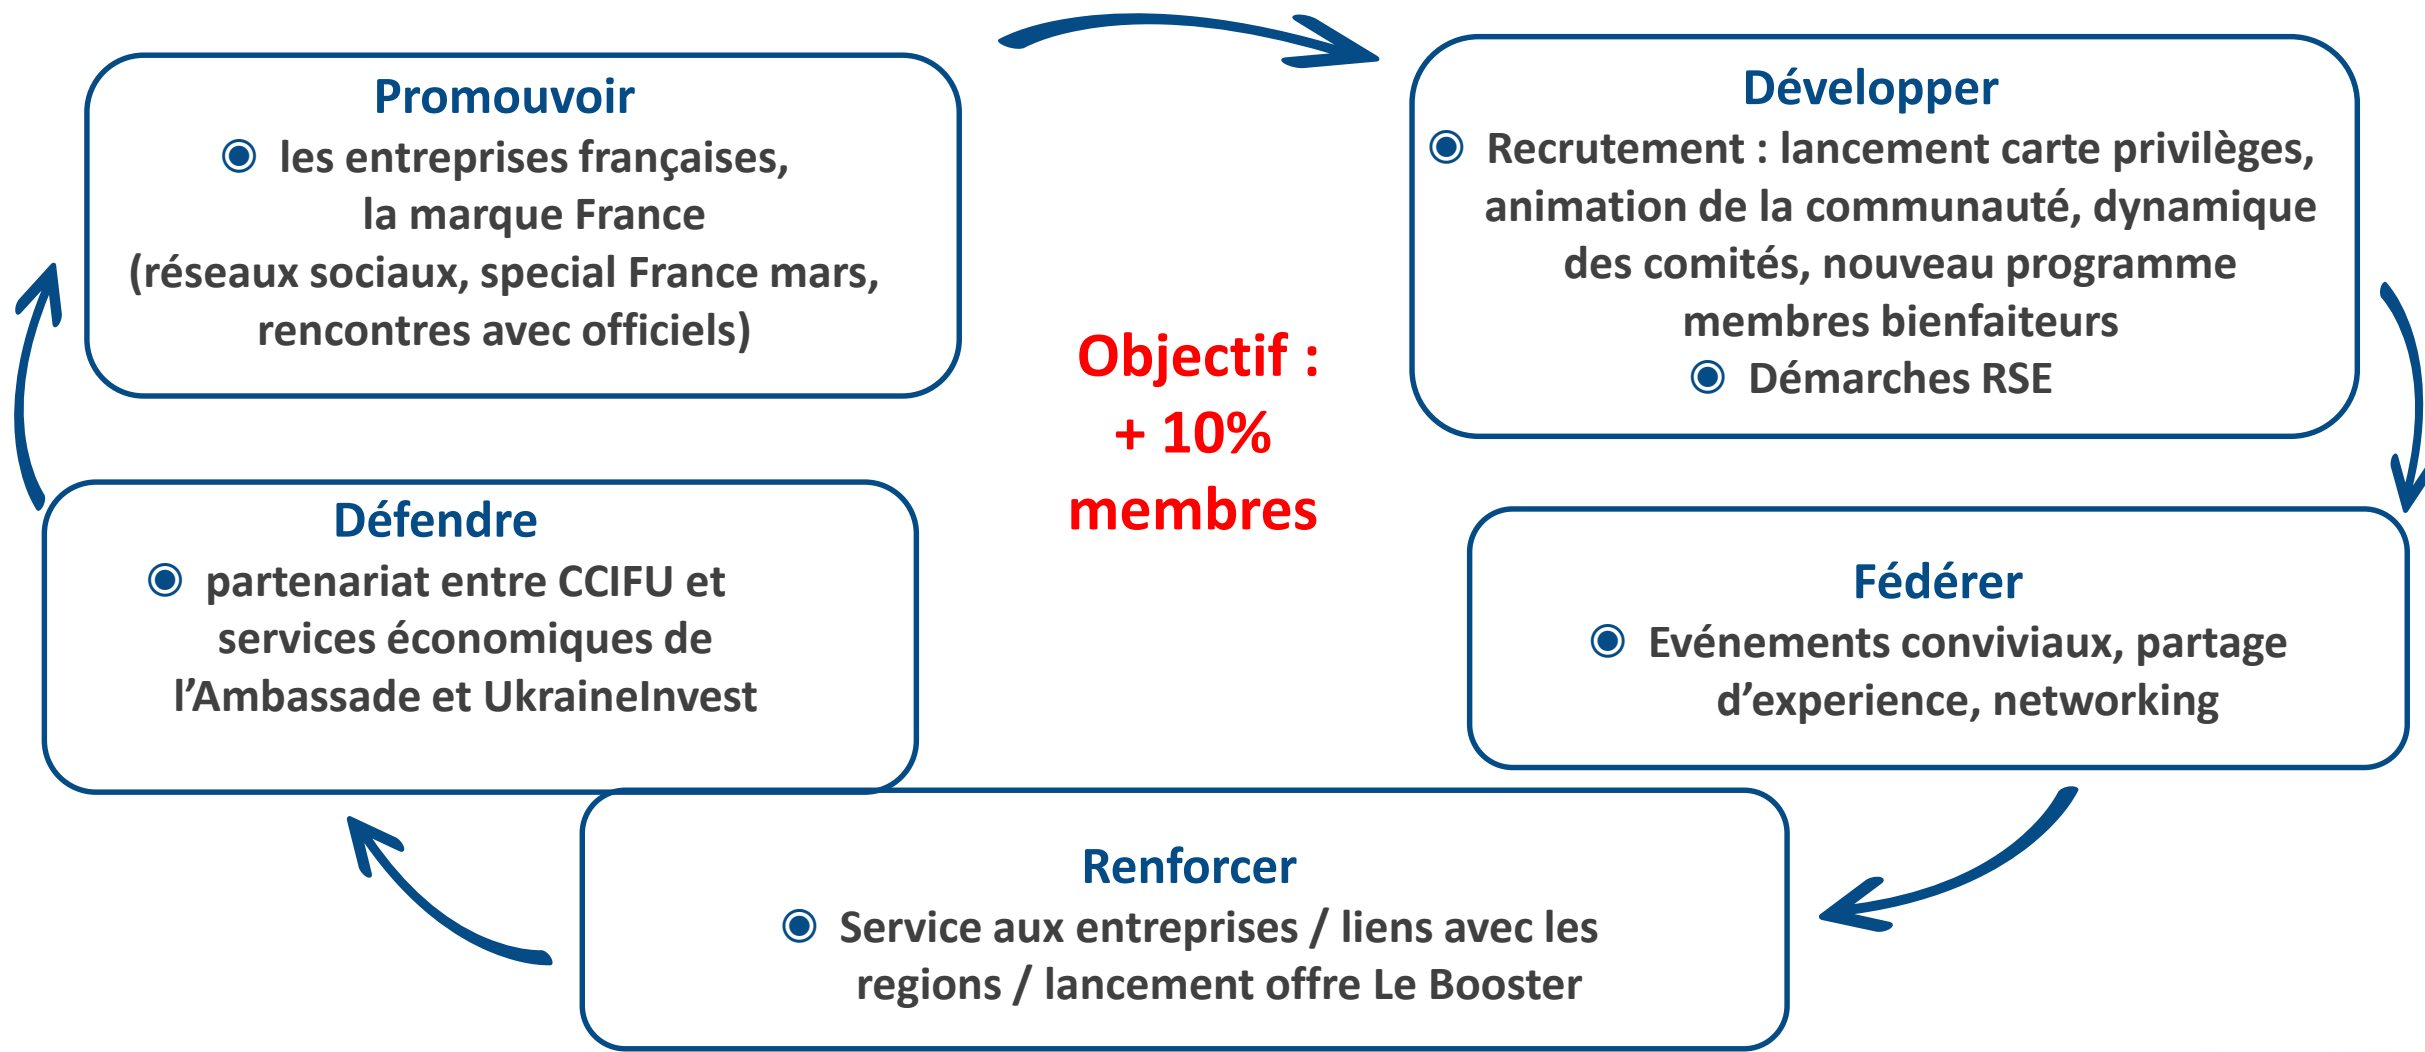 Promouvoir
les entreprises françaises,
la marque France
(réseaux sociaux, special France mars,
rencontres avec officiels)
Développer
Recrutement : lancement carte privilèges,
animation de la communauté, dynamique
des comités, nouveau programme
membres bienfaiteurs
Démarches RSE
Objectif :
+ 10%
membres
Défendre
partenariat entre CCIFU et
services économiques de
l’Ambassade et UkraineInvest
Fédérer
Evénements conviviaux, partage
d’experience, networking
Renforcer
Service aux entreprises / liens avec les
regions / lancement offre Le Booster